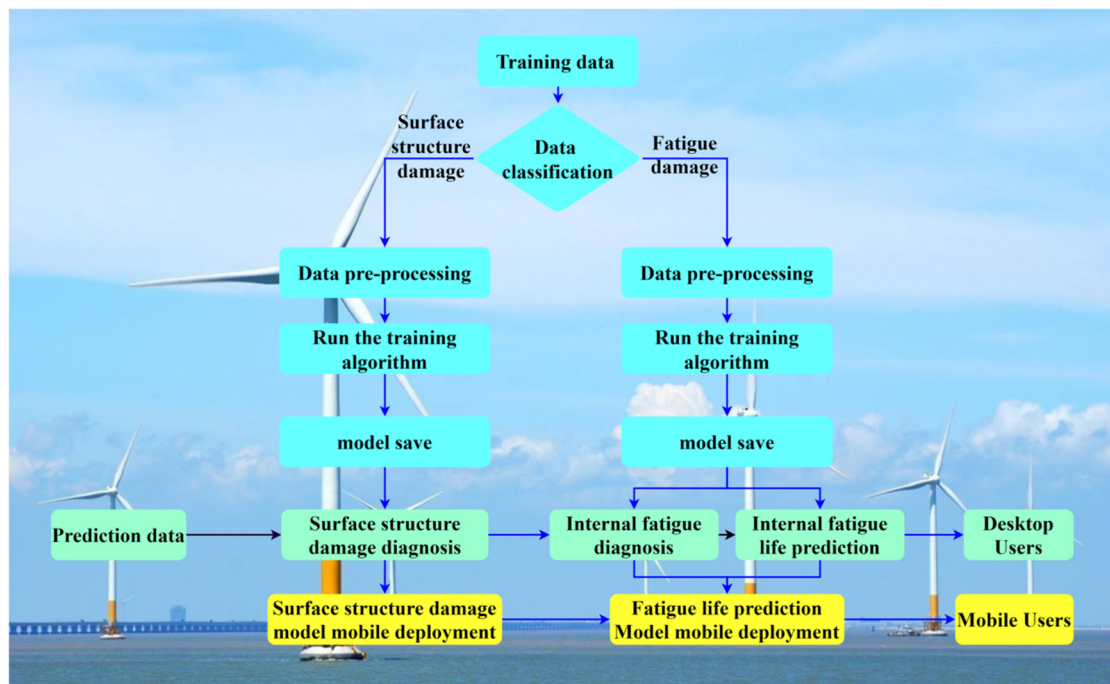 Training data
Surface
structure
damage
Data
classification
Fatigue
damage
Data pre-processing
Data pre-processing
Run the training
algorithm
Run the training
algorithm
model save
model save
Prediction data
Surface structure
damage diagnosis
Internal fatigue
diagnosis
Internal fatigue
life prediction
Desktop
Users
Surface structure damage
model mobile deployment
Fatigue life prediction
Model mobile deployment
Mobile Users